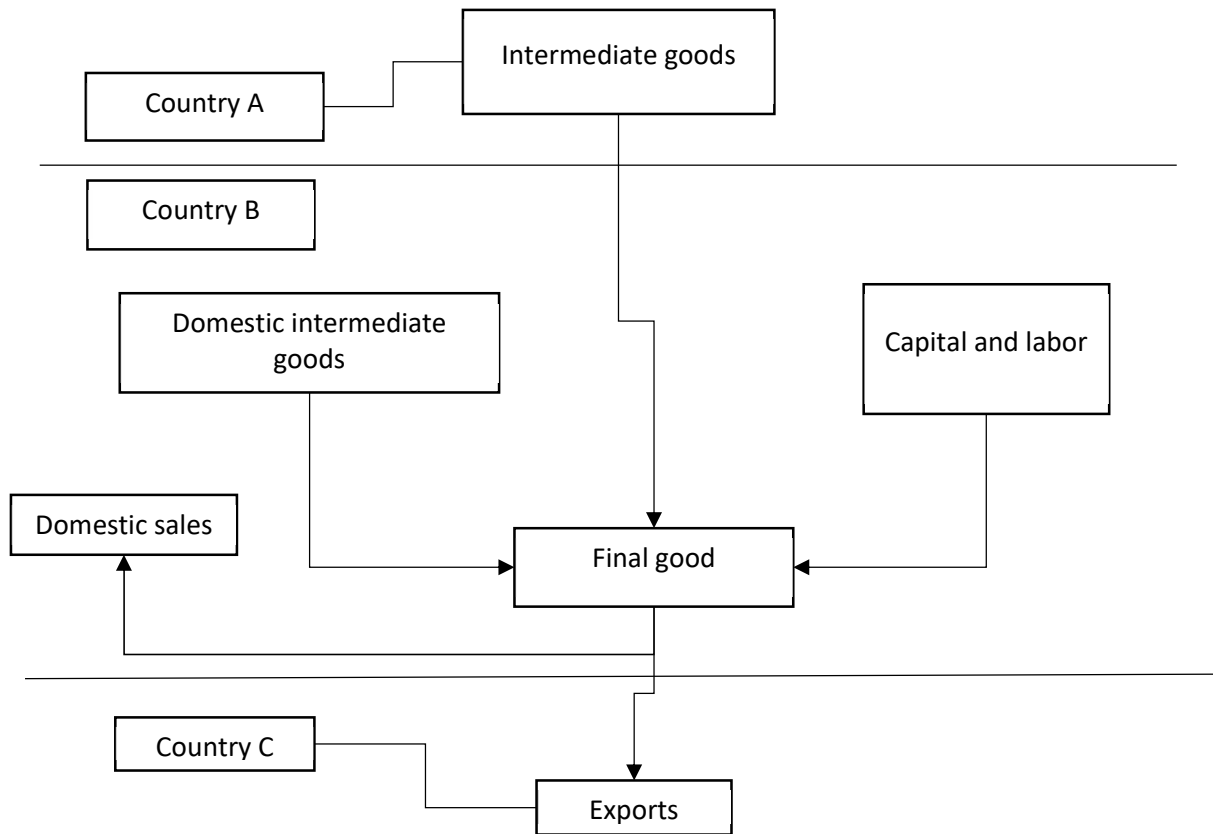 Intermediate goods
Country A
Country B
Domestic intermediate
goods
Capital and labor
Domestic sales
Final good
Country C
Exports